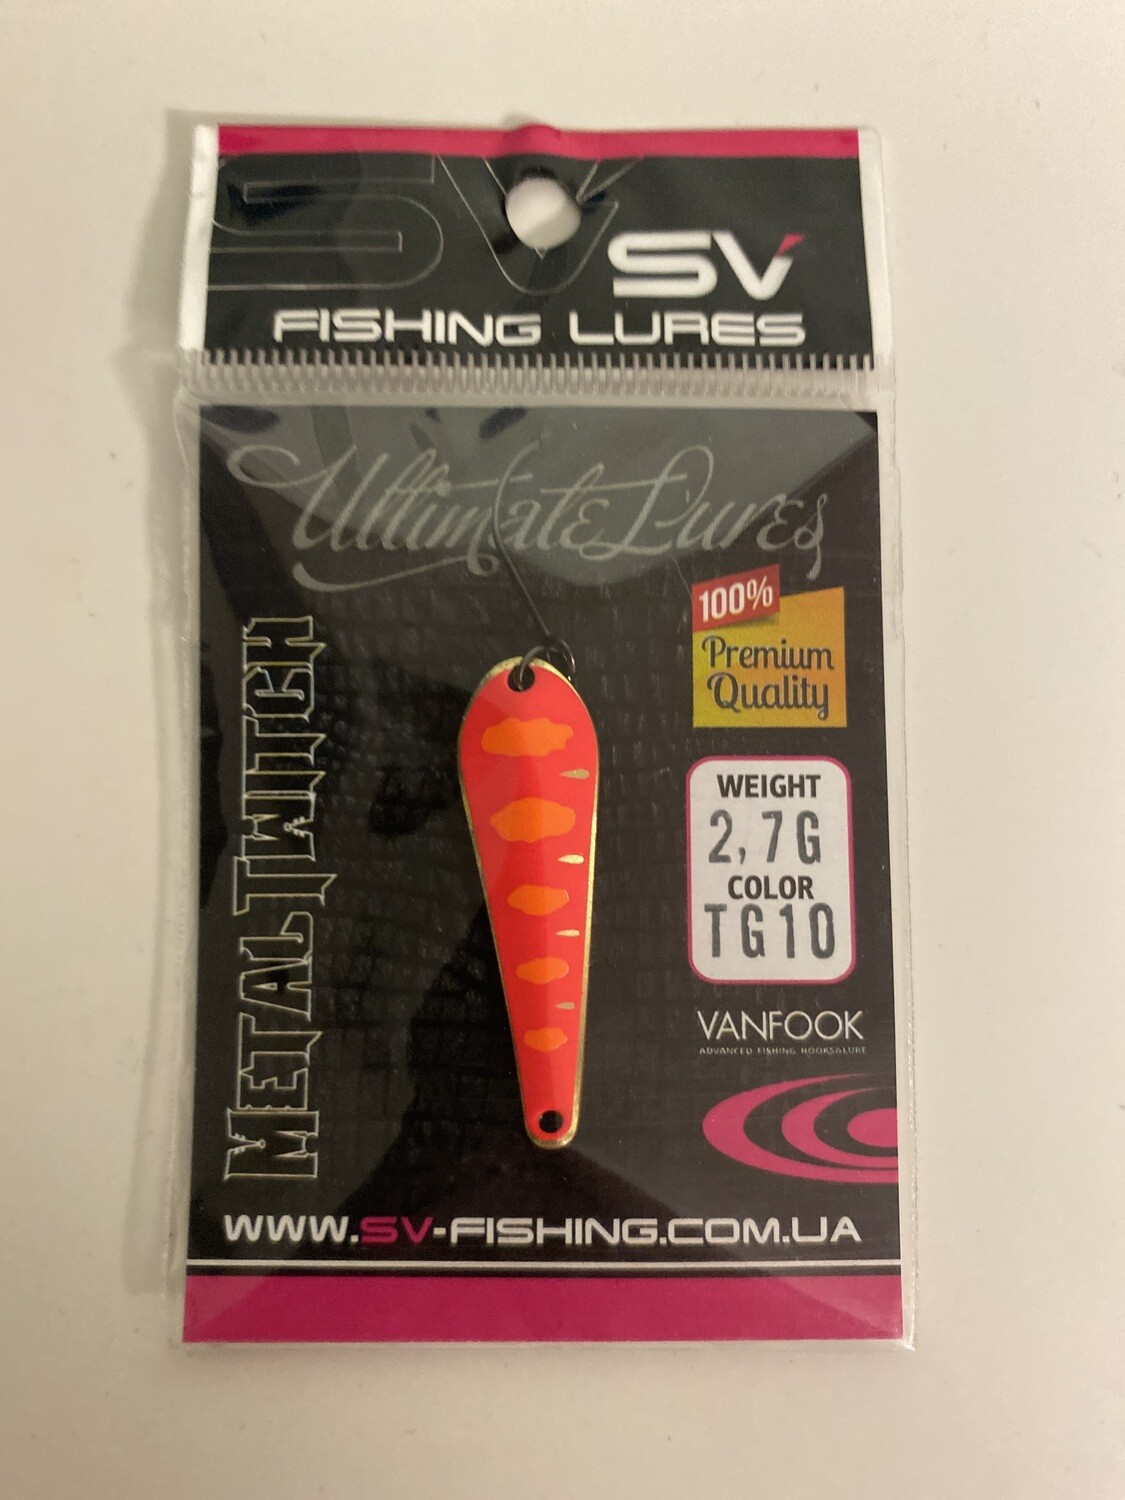 SV
SV
FISHING LURES
Ultimate Lures
100%
Premium
Quality
METAL TWITCH
WEIGHT
2,7G
COLOR
TG10
VANFOOK
ADVANCED FISHING HOOKS&LURE
WWW.SV-FISHING.COM.UA